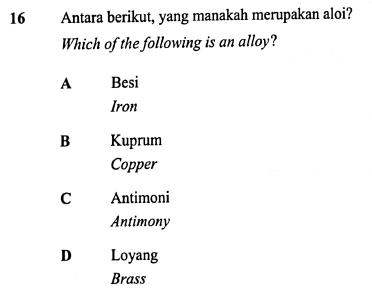 16 Antara berikut, yang manakah merupakan aloi?
Which of the following is an alloy?
A Besi
Iron
B Kuprum
Copper
C Antimoni
Antimony
D Loyang
Brass